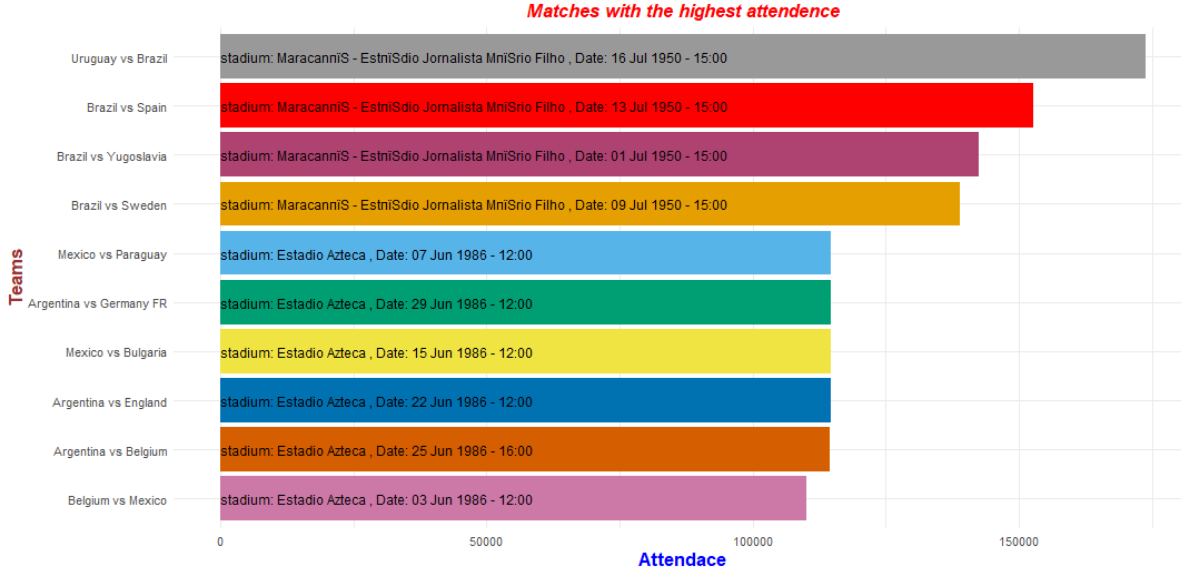 Matches with the highest attendence
Teams
Uruguay vs Brazil
stadium: MaracannïS - EstnïSdio Jornalista MnïSrio Filho , Date: 16 Jul 1950 - 15:00
Brazil vs Spain
stadium: MaracannïS - EstnïSdio Jornalista MnïSrio Filho , Date: 13 Jul 1950 - 15:00
Brazil vs Yugoslavia
stadium: MaracannïS - EstnïSdio Jornalista MnïSrio Filho , Date: 01 Jul 1950 - 15:00
Brazil vs Sweden
stadium: MaracannïS - EstnïSdio Jornalista MnïSrio Filho , Date: 09 Jul 1950 - 15:00
Mexico vs Paraguay
stadium: Estadio Azteca , Date: 07 Jun 1986 - 12:00
Argentina vs Germany FR
stadium: Estadio Azteca , Date: 29 Jun 1986 - 12:00
Mexico vs Bulgaria
stadium: Estadio Azteca , Date: 15 Jun 1986 - 12:00
Argentina vs England
stadium: Estadio Azteca , Date: 22 Jun 1986 - 12:00
Argentina vs Belgium
stadium: Estadio Azteca , Date: 25 Jun 1986 - 16:00
Belgium vs Mexico
stadium: Estadio Azteca , Date: 03 Jun 1986 - 12:00
0 50000 100000 150000
Attendace